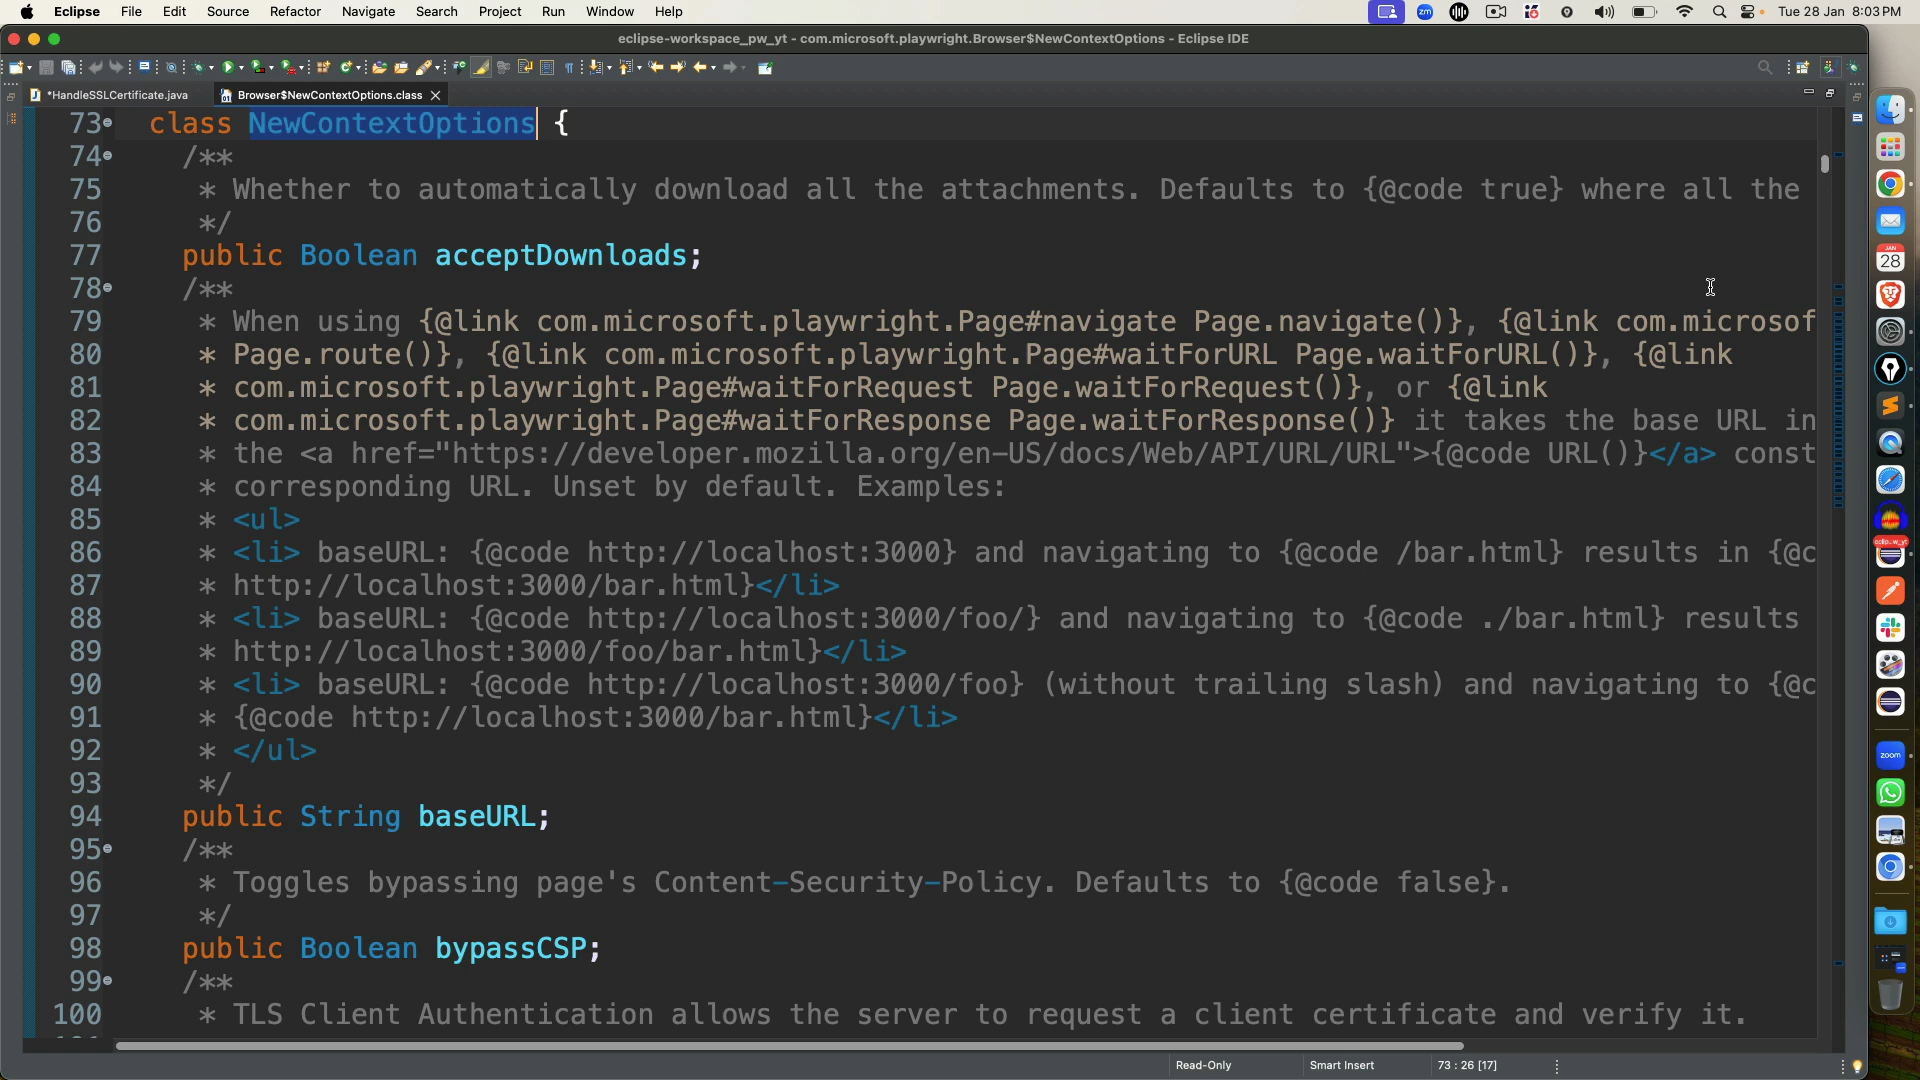 Eclipse File Edit Source Refactor Navigate Search Project Run Window Help
zm
Tue 28 Jan 8:03 PM
eclipse-workspace_pw_yt - com.microsoft.playwright.Browser$NewContextOptions - Eclipse IDE
*HandleSSLCertificate.java
Browser$NewContextOptions.class
73 class NewContextOptions {
74 /**
75 * Whether to automatically download all the attachments. Defaults to {@code true} where all the
76 */
77 public Boolean acceptDownloads;
78 /**
79 * When using {@link com.microsoft.playwright.Page#navigate Page.navigate()}, {@link com.microsof
80 * Page.route()}, {@link com.microsoft.playwright.Page#waitForURL Page.waitForURL()}, {@link
81 * com.microsoft.playwright.Page#waitForRequest Page.waitForRequest()}, or {@link
82 * com.microsoft.playwright.Page#waitForResponse Page.waitForResponse()} it takes the base URL in
83 * the <a href="https://developer.mozilla.org/en-US/docs/Web/API/URL/URL">{@code URL()}</a> const
84 * corresponding URL. Unset by default. Examples:
85 * <ul>
86 * <li> baseURL: {@code http://localhost:3000} and navigating to {@code /bar.html} results in {@c
87 * http://localhost:3000/bar.html}</li>
88 * <li> baseURL: {@code http://localhost:3000/foo/} and navigating to {@code ./bar.html} results
89 * http://localhost:3000/foo/bar.html}</li>
90 * <li> baseURL: {@code http://localhost:3000/foo} (without trailing slash) and navigating to {@c
91 * {@code http://localhost:3000/bar.html}</li>
92 * </ul>
93 */
94 public String baseURL;
95 /**
96 * Toggles bypassing page's Content-Security-Policy. Defaults to {@code false}.
97 */
98 public Boolean bypassCSP;
99 /**
100 * TLS Client Authentication allows the server to request a client certificate and verify it.
Read-Only
Smart Insert
73 : 26 [17]
JAN
28
eclip..w_yt
zoom